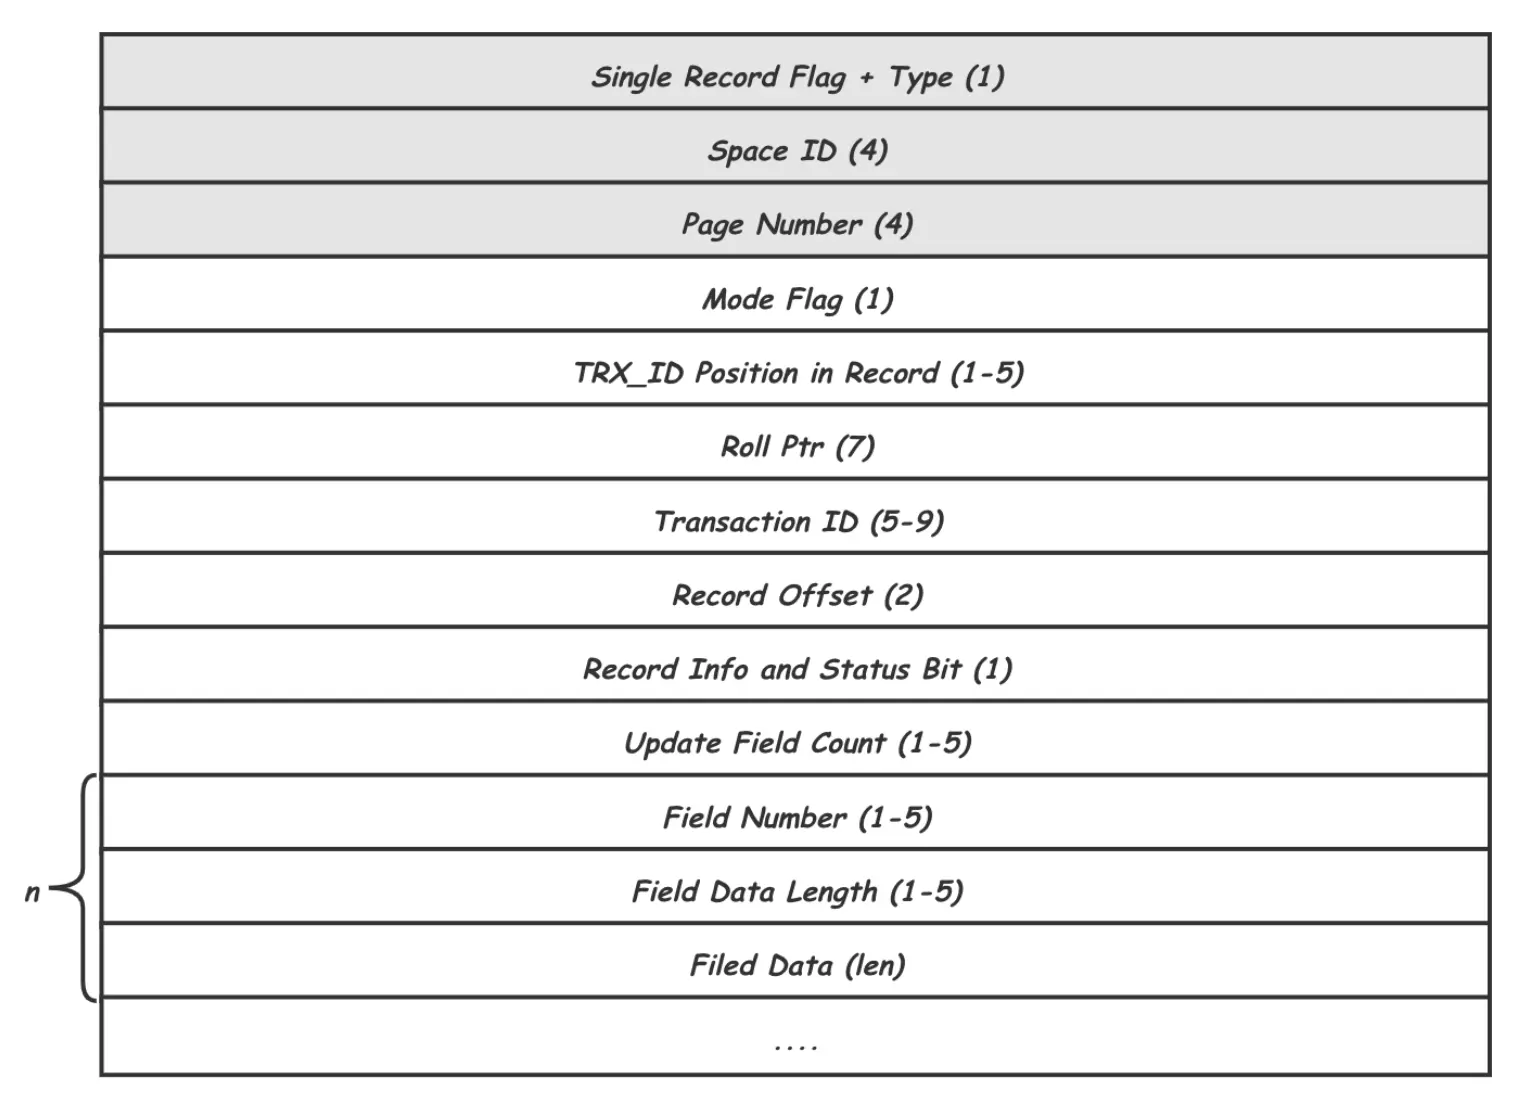 Single Record Flag + Type (1)
Space ID (4)
Page Number (4)
Mode Flag (1)
TRX_ID Position in Record (1-5)
Roll Ptr (7)
Transaction ID (5-9)
Record Offset (2)
Record Info and Status Bit (1)
Update Field Count (1-5)
Field Number (1-5)
n
Field Data Length (1-5)
Filed Data (len)
....